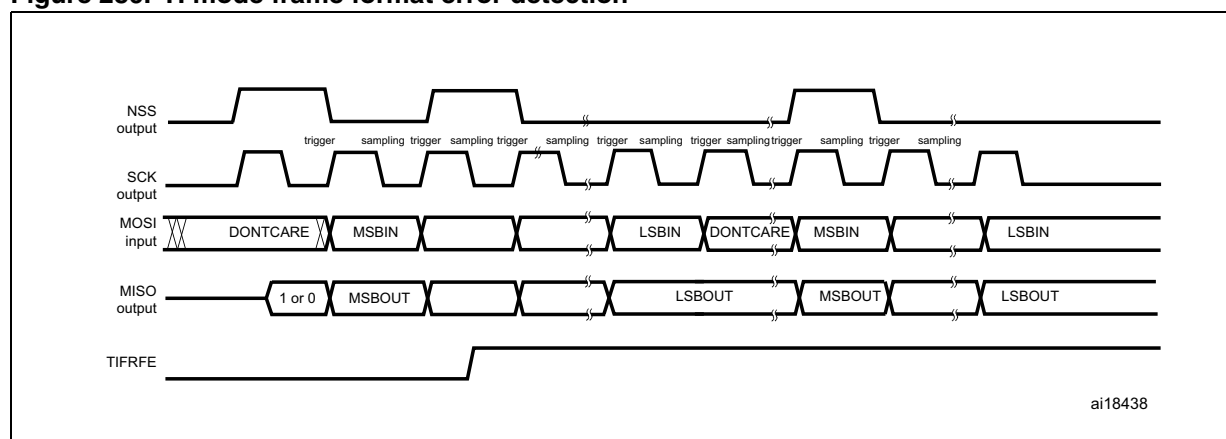 Figure TI mode frame format error detection
NSS
output
trigger sampling trigger sampling trigger sampling trigger sampling trigger sampling trigger sampling trigger sampling
SCK
output
MOSI
input
DONTCARE MSBIN LSBIN DONTCARE MSBIN LSBIN
MISO
output
1 or 0 MSBOUT LSBOUT MSBOUT LSBOUT
TIFRFE
ai18438